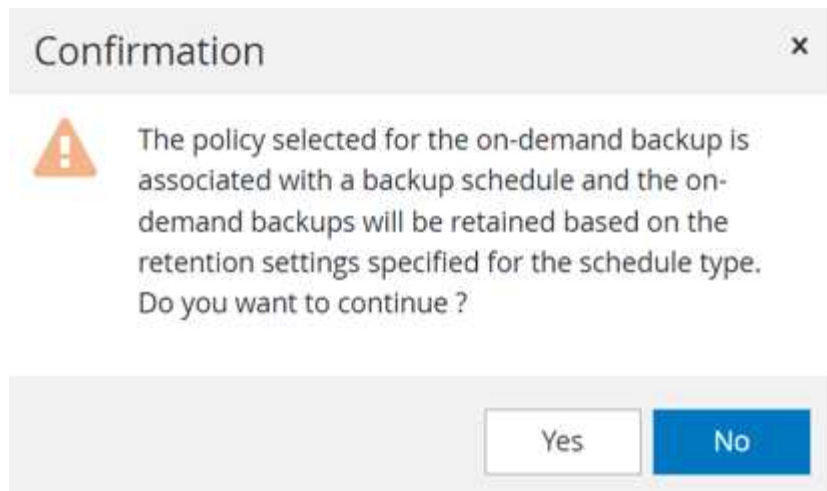 Confirmation
x
The policy selected for the on-demand backup is
associated with a backup schedule and the on-
demand backups will be retained based on the
retention settings specified for the schedule type.
Do you want to continue ?
Yes
No